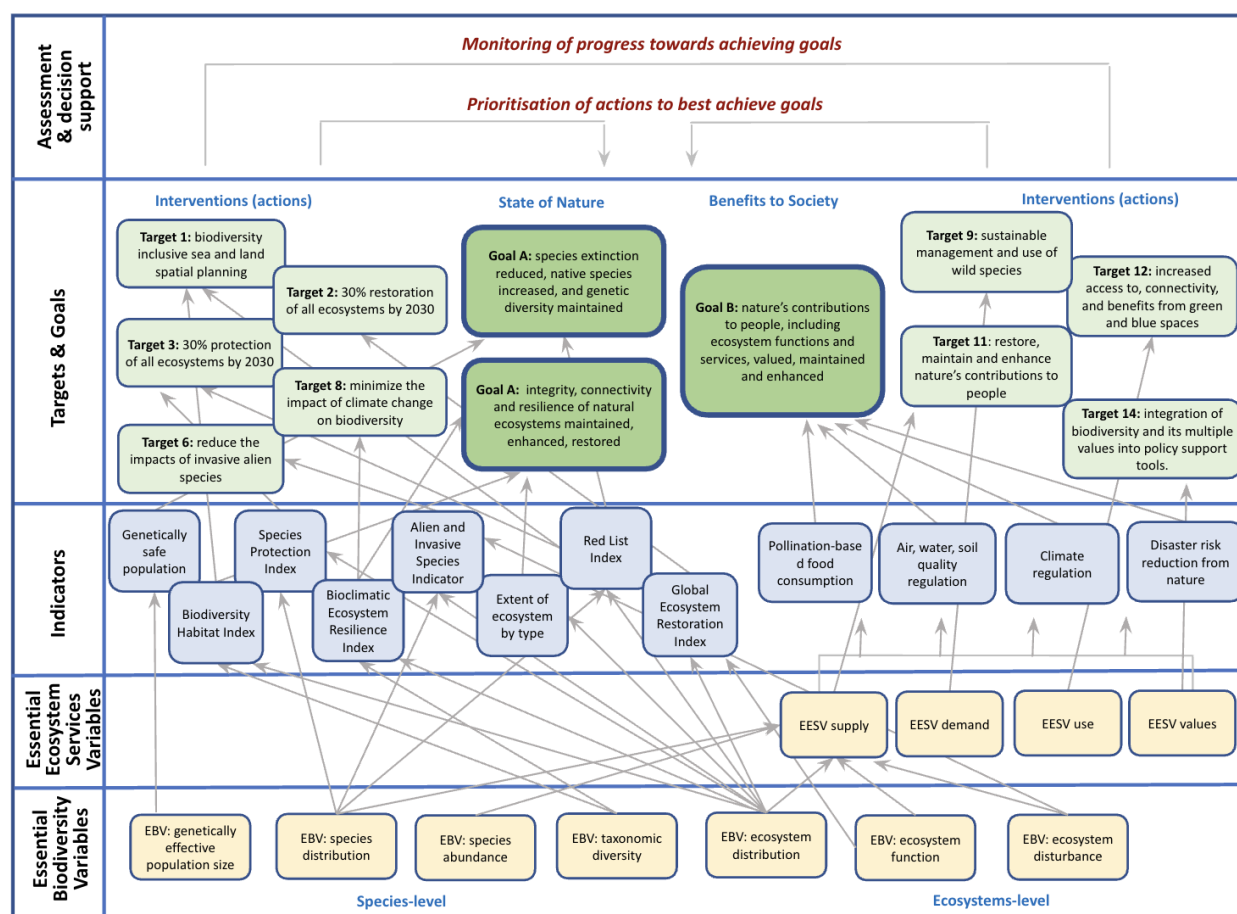 Assessment
& decision
support
Monitoring of progress towards achieving goals
Prioritisation of actions to best achieve goals
Targets & Goals
Interventions (actions)
State of Nature
Benefits to Society
Interventions (actions)
Target 1: biodiversity
inclusive sea and land
spatial planning
Target 2: 30% restoration
of all ecosystems by 2030
Target 3: 30% protection
of all ecosystems by 2030
Target 8: minimize the
impact of climate change
on biodiversity
Target 6: reduce the
impacts of invasive alien
species
Goal A: species extinction
reduced, native species
increased, and genetic
diversity maintained
Goal A: integrity, connectivity
and resilience of natural
ecosystems maintained,
enhanced, restored
Goal B: nature's contributions
to people, including
ecosystem functions and
services, valued, maintained
and enhanced
Target 9: sustainable
management and use of
wild species
Target 12: increased
access to, connectivity,
and benefits from green
and blue spaces
Target 11: restore,
maintain and enhance
nature's contributions to
people
Target 14: integration of
biodiversity and its multiple
values into policy support
tools.
Indicators
Genetically
safe
population
Species
Protection
Index
Alien and
Invasive
Species
Indicator
Red List
Index
Biodiversity
Habitat Index
Bioclimatic
Ecosystem
Resilience
Index
Extent of
ecosystem
by type
Global
Ecosystem
Restoration
Index
Pollination-base
d food
consumption
Air, water, soil
quality
regulation
Climate
regulation
Disaster risk
reduction from
nature
Essential
Ecosystem
Services
Variables
EESV supply
EESV demand
EESV use
EESV values
Essential
Biodiversity
Variables
EBV: genetically
effective
population size
EBV: species
distribution
EBV: species
abundance
EBV: taxonomic
diversity
EBV: ecosystem
distribution
EBV: ecosystem
function
EBV: ecosystem
disturbance
Species-level
Ecosystems-level